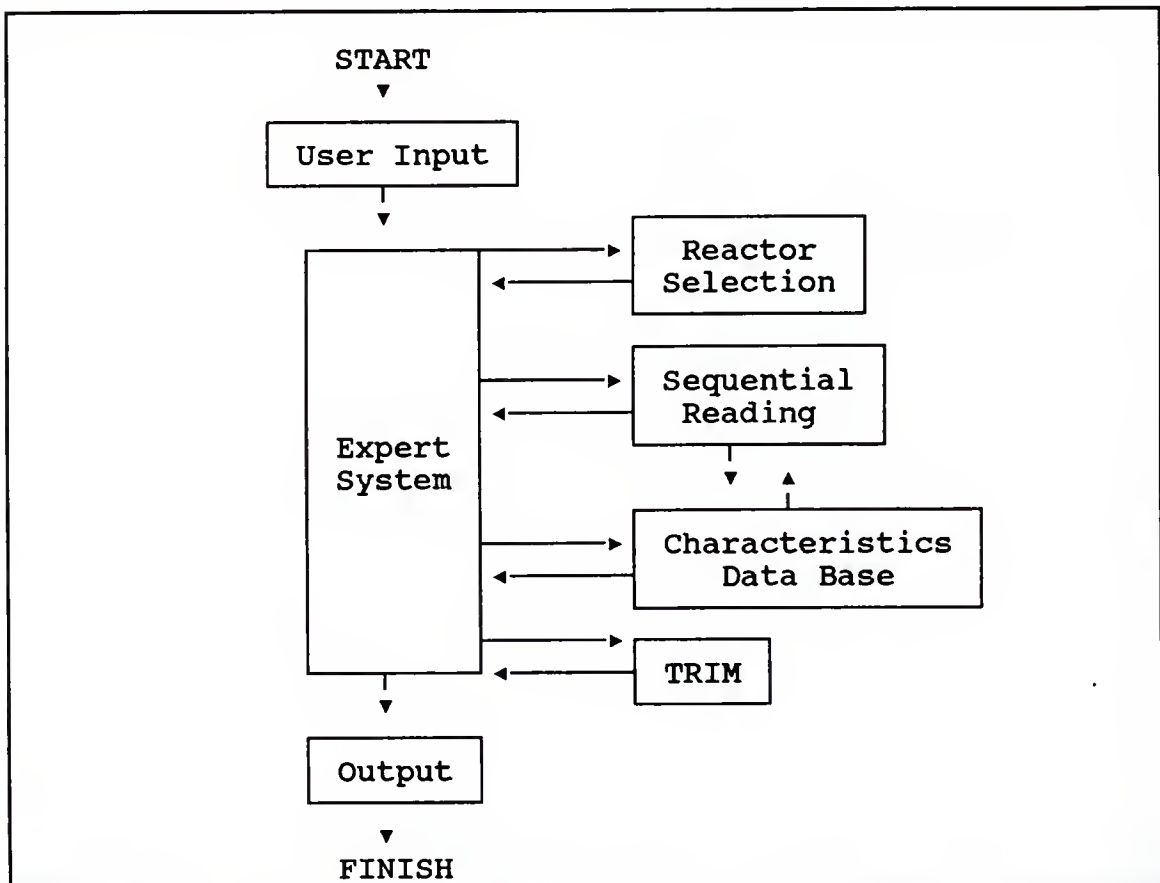 START
User Input
Reactor
Selection
Sequential
Reading
Expert
System
Characteristics
Data Base
TRIM
Output
FINISH